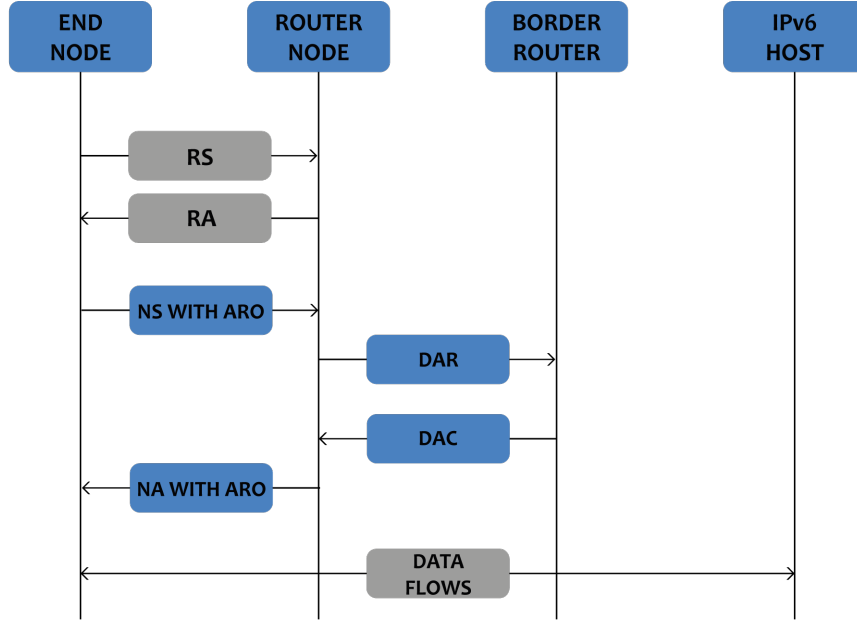 END
NODE
ROUTER
NODE
BORDER
ROUTER
IPv6
HOST
RS
RA
NS WITH ARO
DAR
DAC
NA WITH ARO
DATA
FLOWS